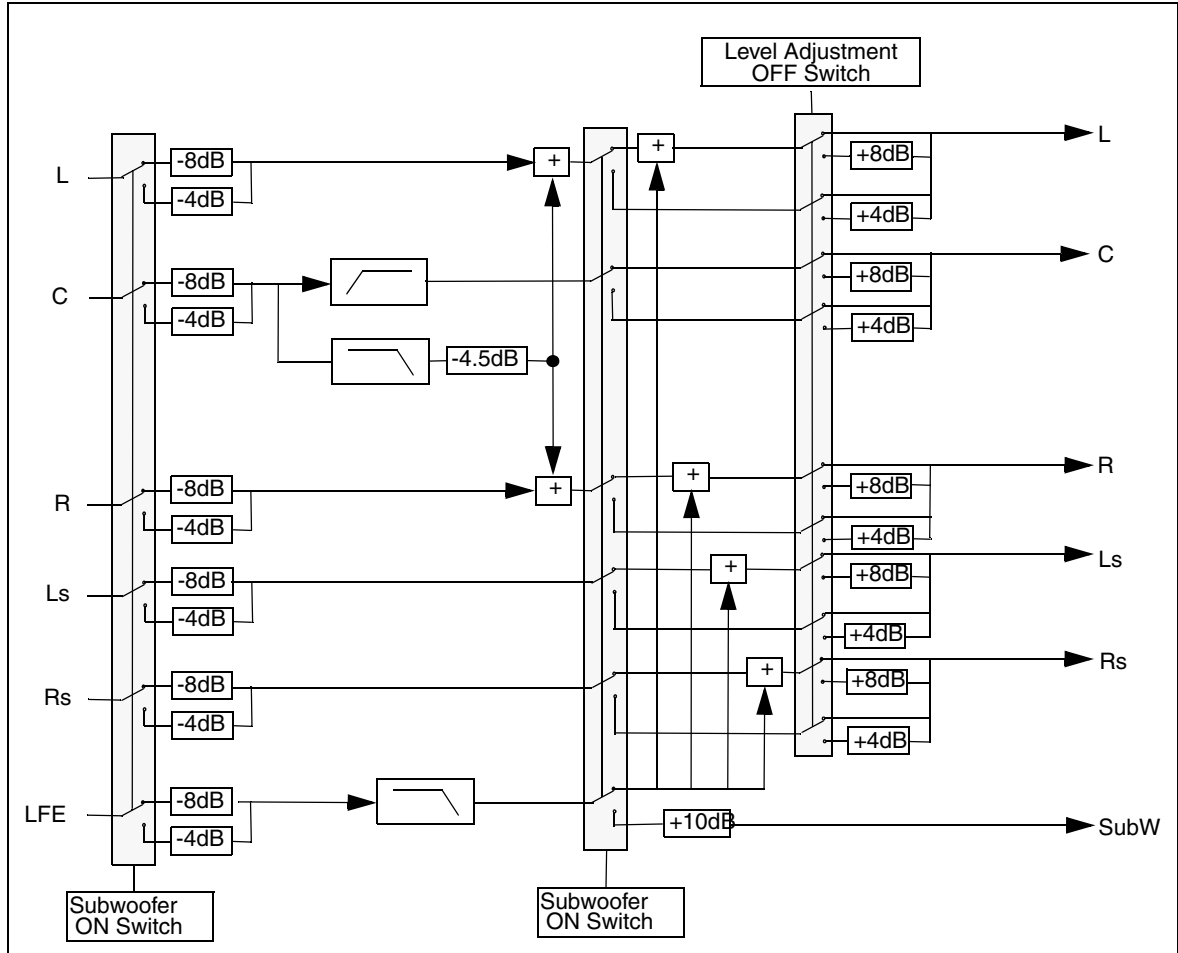 Level Adjustment
OFF Switch
L
-8dB
-4dB
+
+
+8dB
+4dB
L
C
-8dB
-4dB
-4.5dB
+8dB
+4dB
C
R
-8dB
-4dB
+
+
+8dB
+4dB
R
Ls
-8dB
-4dB
+
+8dB
+4dB
Ls
Rs
-8dB
-4dB
+
+8dB
+4dB
Rs
LFE
-8dB
-4dB
+10dB
SubW
Subwoofer
ON Switch
Subwoofer
ON Switch